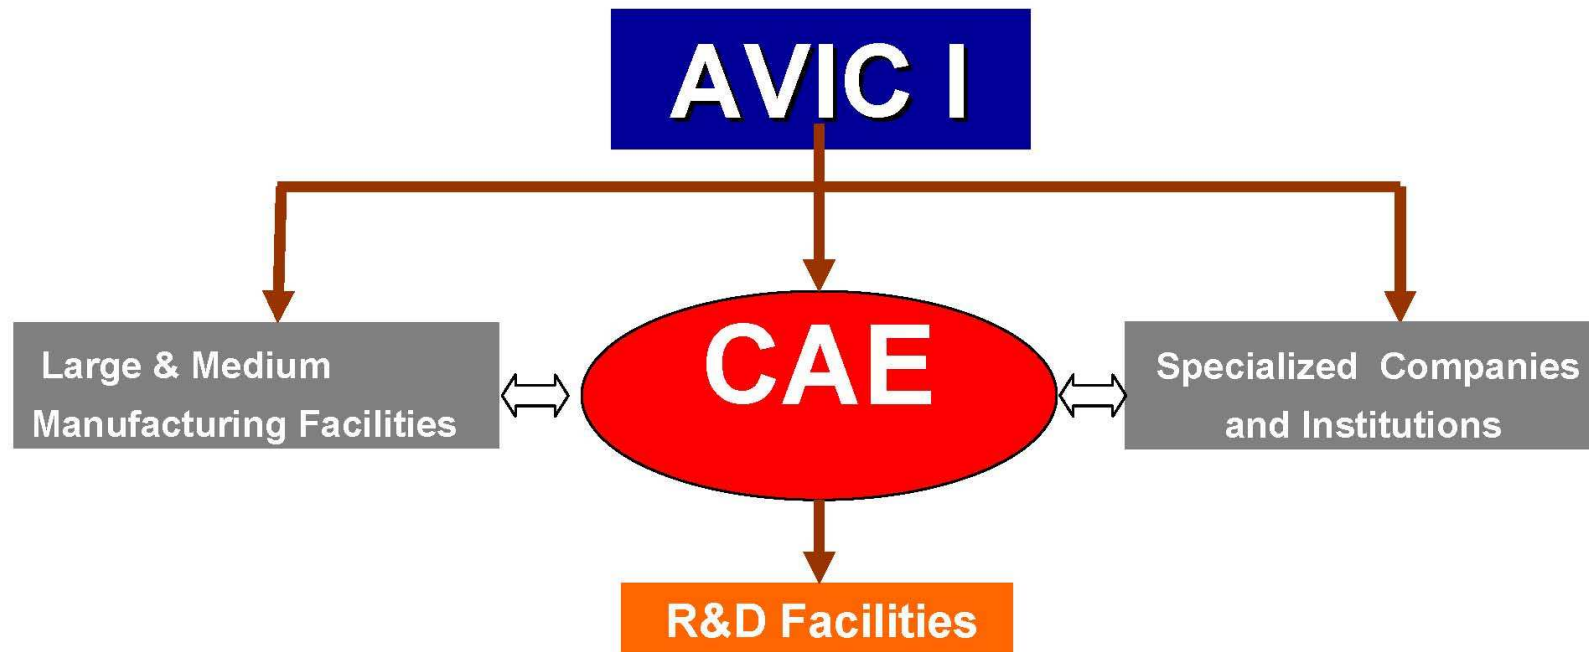 AVIC I
CAE
Large & Medium
Manufacturing Facilities
Specialized Companies
and Institutions
R&D Facilities